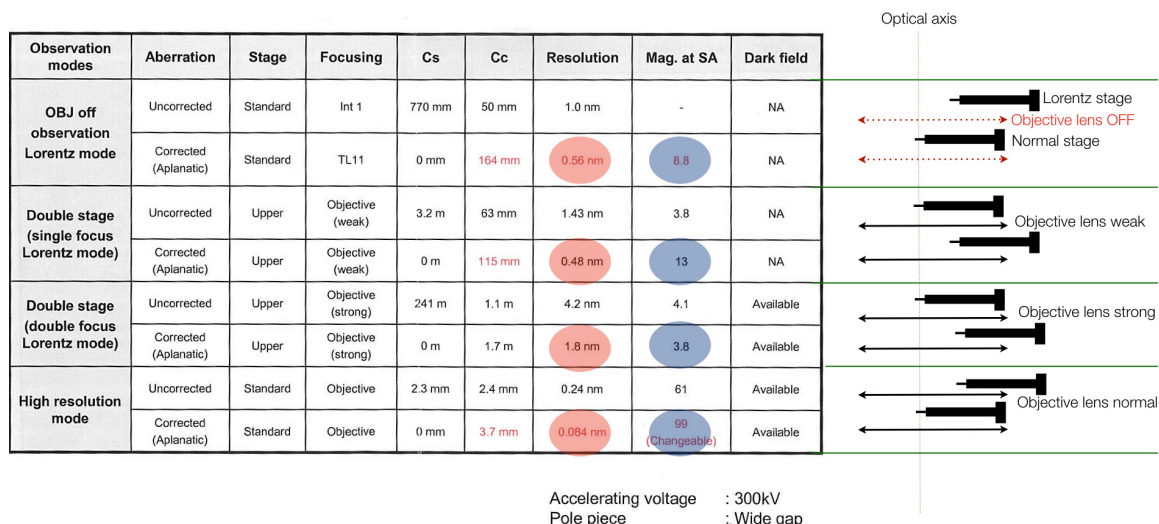 Optical axis
Observation modes Aberration Stage Focusing Cs Cc Resolution Mag. at SA Dark field
OBJ off observation Lorentz mode Uncorrected Standard Int 1 770 mm 50 mm 1.0 nm - NA
Corrected (Aplanatic) Standard TL11 0 mm 164 mm 0.56 nm 8.8 NA
Lorentz stage
Objective lens OFF
Normal stage
Double stage (single focus Lorentz mode) Uncorrected Upper Objective (weak) 3.2 m 63 mm 1.43 nm 3.8 NA
Corrected (Aplanatic) Upper Objective (weak) 0 m 115 mm 0.48 nm 13 NA
Objective lens weak
Double stage (double focus Lorentz mode) Uncorrected Upper Objective (strong) 241 m 1.1 m 4.2 nm 4.1 Available
Corrected (Aplanatic) Upper Objective (strong) 0 m 1.7 m 1.8 nm 3.8 Available
Objective lens strong
High resolution mode Uncorrected Standard Objective 2.3 mm 2.4 mm 0.24 nm 61 Available
Corrected (Aplanatic) Standard Objective 0 mm 3.7 mm 0.084 nm 99 (Changeable) Available
Objective lens normal
Accelerating voltage : 300kV
Pole piece : Wide gap